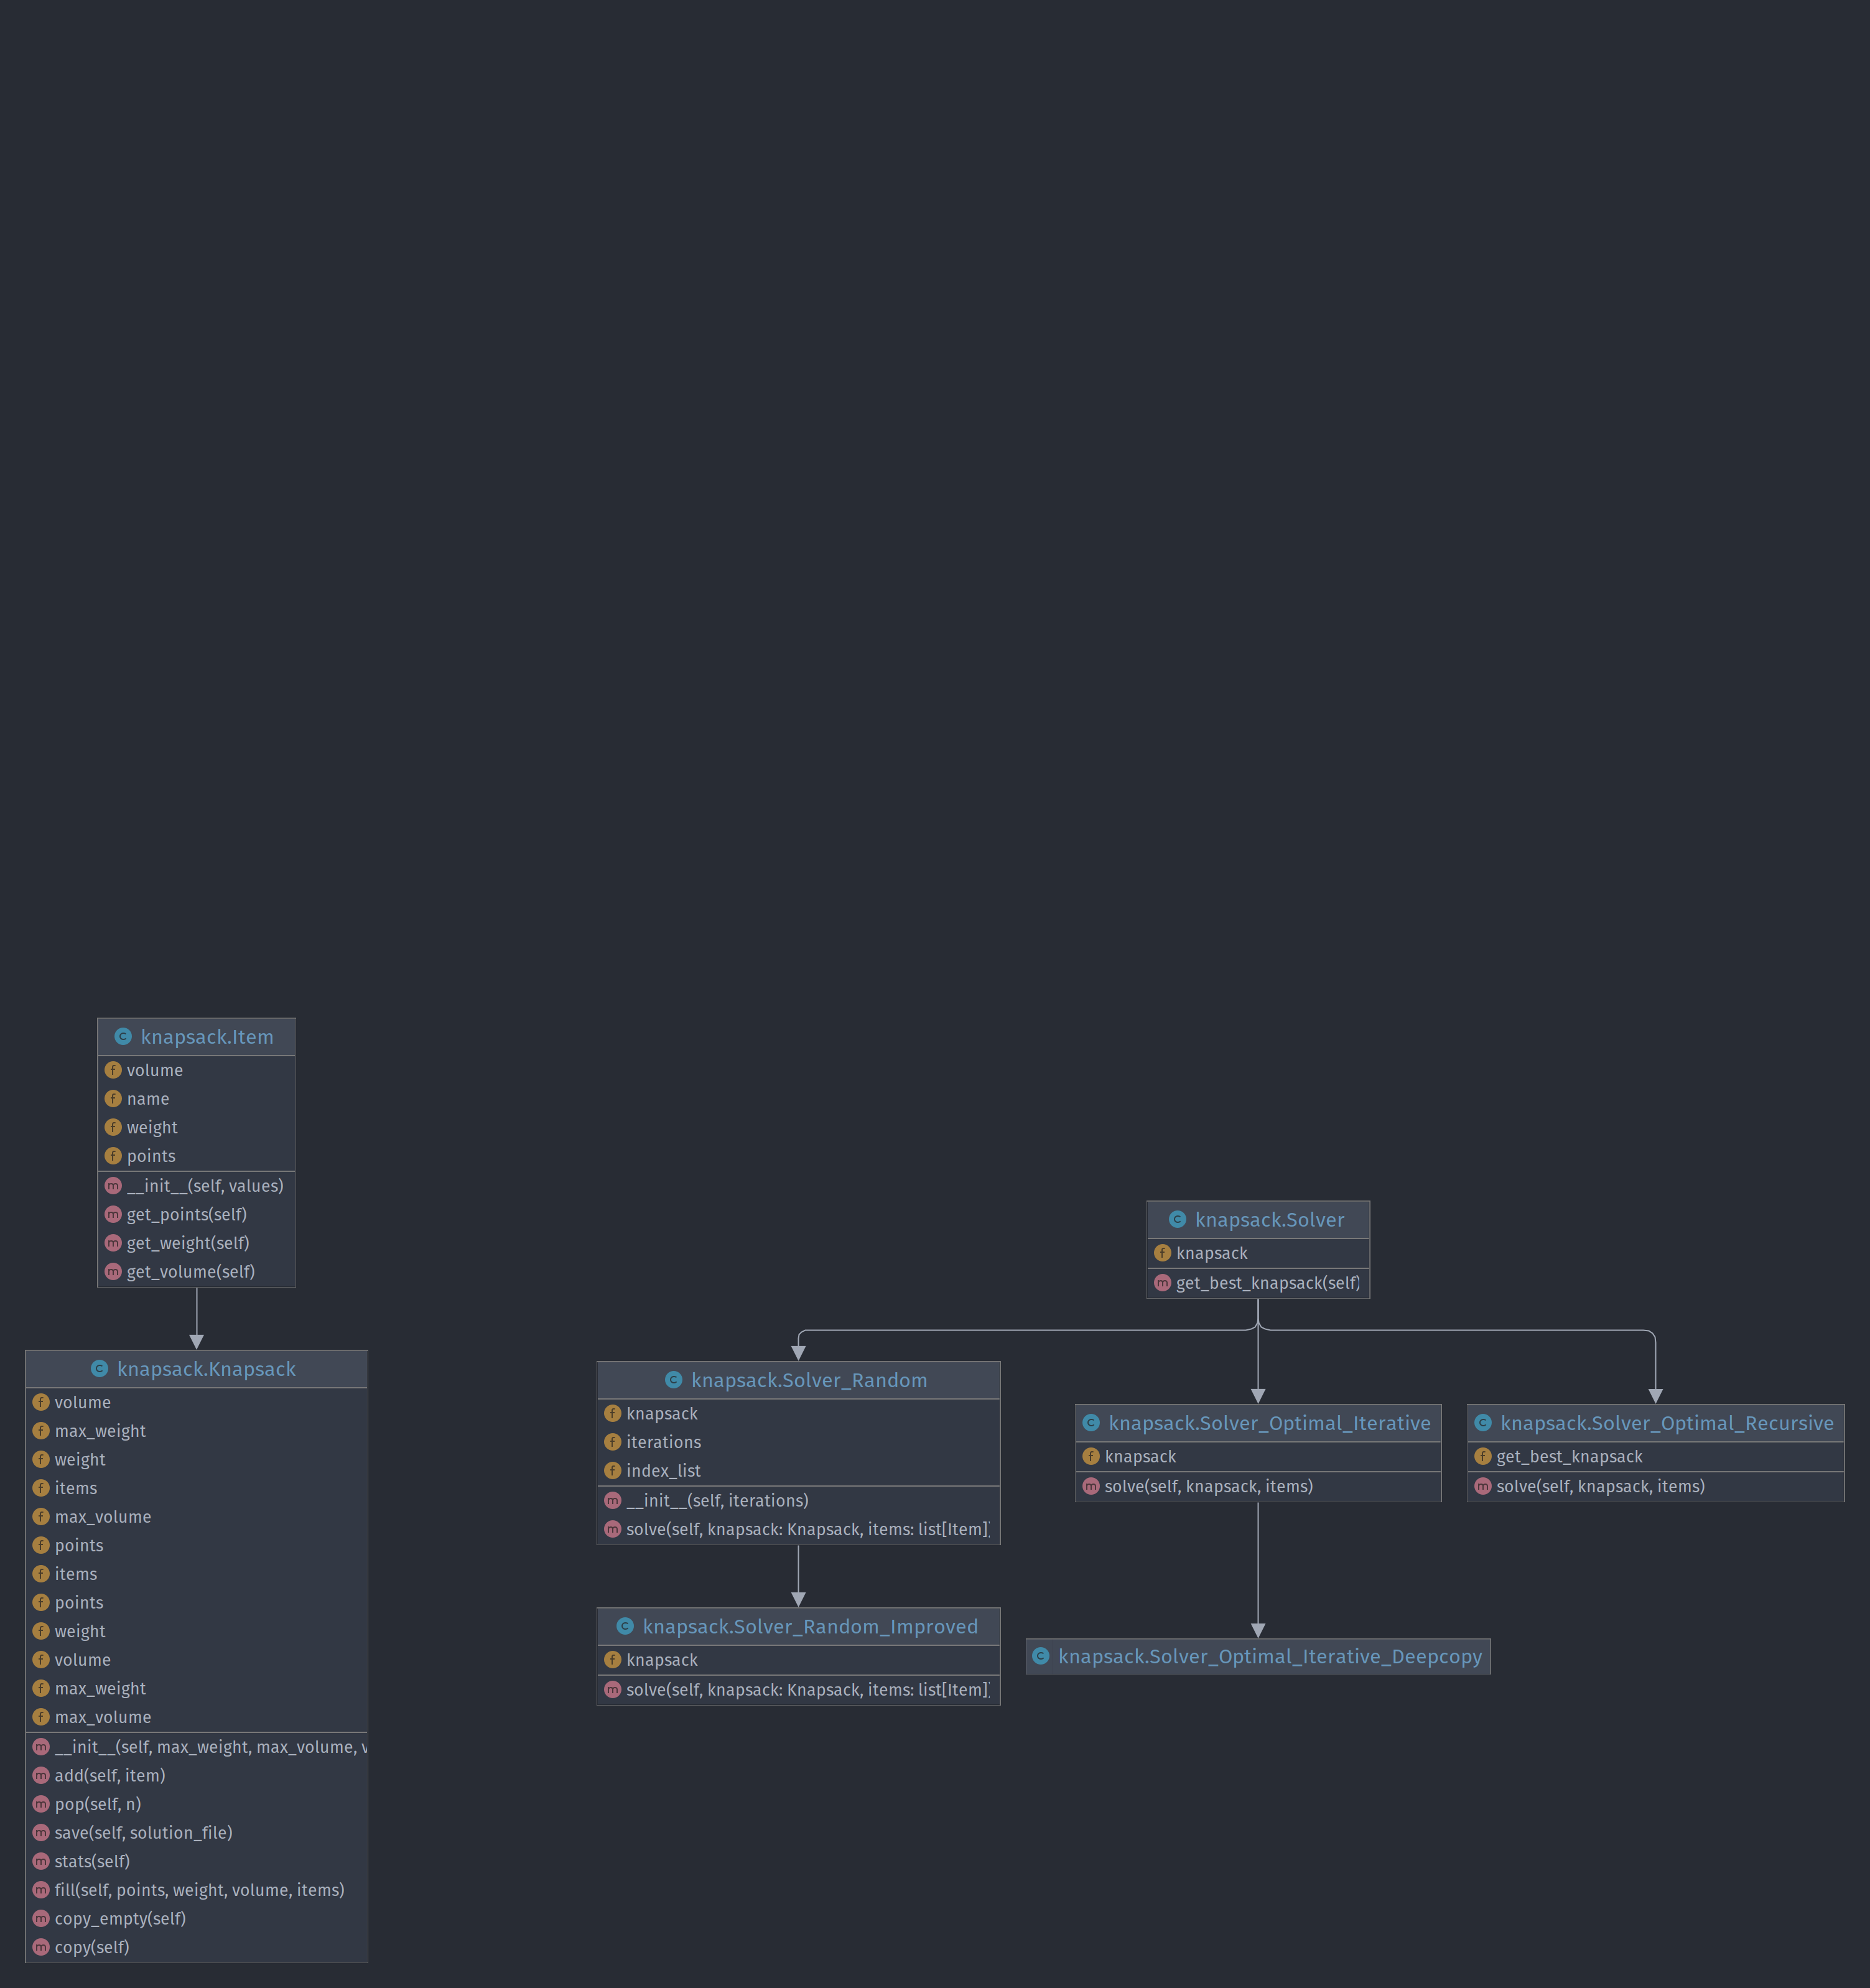 knapsack.Item
volume
name
weight
points
__init__(self, values)
get_points(self)
get_weight(self)
get_volume(self)
knapsack.Knapsack
volume
max_weight
weight
items
max_volume
points
items
points
weight
volume
max_weight
max_volume
__init__(self, max_weight, max_volume, v
add(self, item)
pop(self, n)
save(self, solution_file)
stats(self)
fill(self, points, weight, volume, items)
copy_empty(self)
copy(self)
knapsack.Solver
knapsack
get_best_knapsack(self)
knapsack.Solver_Random
knapsack
iterations
index_list
__init__(self, iterations)
solve(self, knapsack: Knapsack, items: list[Item]
knapsack.Solver_Random_Improved
knapsack
solve(self, knapsack: Knapsack, items: list[Item]
knapsack.Solver_Optimal_Iterative
knapsack
solve(self, knapsack, items)
knapsack.Solver_Optimal_Iterative_Deepcopy
knapsack.Solver_Optimal_Recursive
get_best_knapsack
solve(self, knapsack, items)